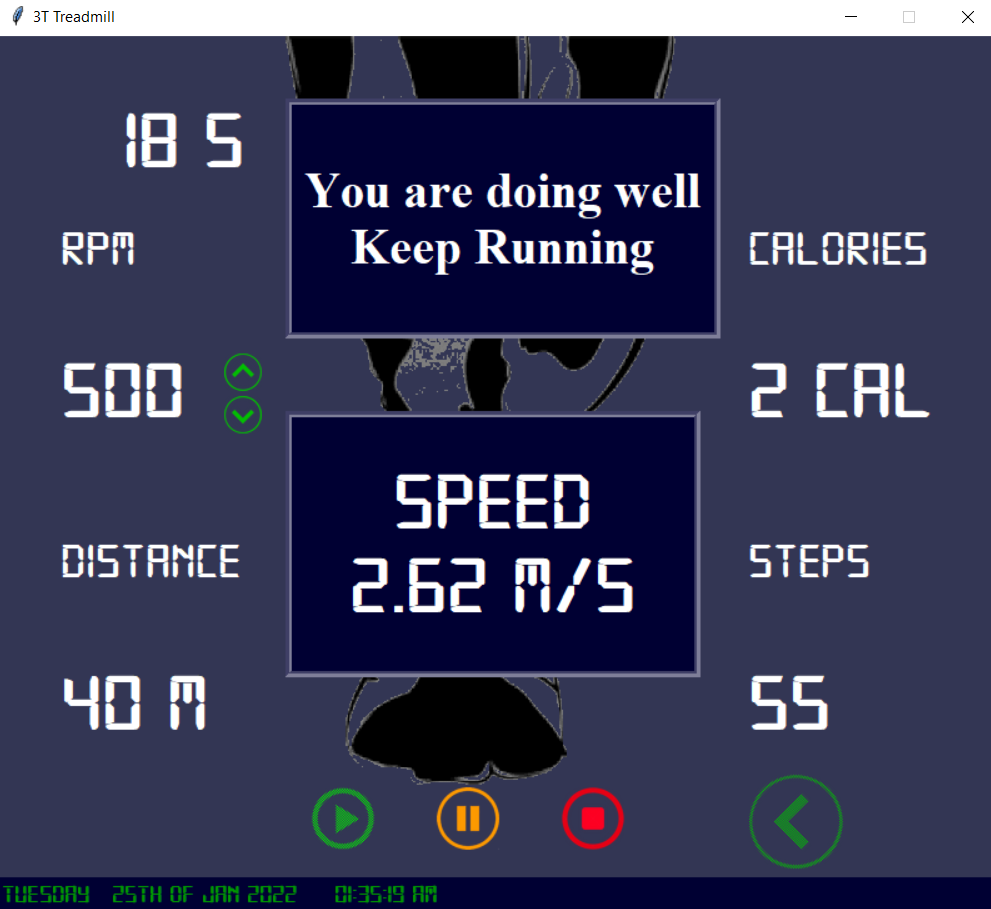 3T Treadmill
18 S
You are doing well
Keep Running
RPM
CALORIES
500
2 CAL
SPEED
2.62 M/S
DISTANCE
STEPS
40 M
55
TUESDAY 25TH OF JAN 2022 01:35:19 AM